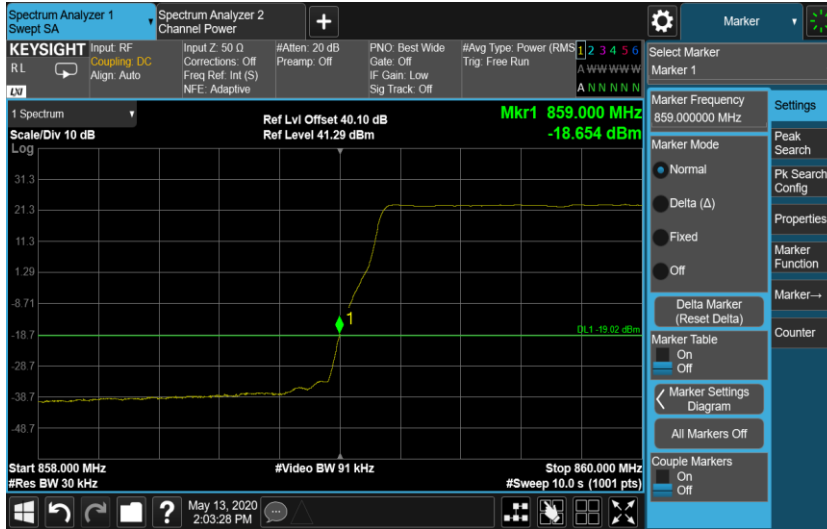 Spectrum Analyzer 1
Swept SA
Spectrum Analyzer 2
Channel Power
Marker
KEYSIGHT
RL
LXI
Input: RF
Coupling: DC
Align: Auto
Input Z: 50 Ω
Corrections: Off
Freq Ref: Int (S)
NFE: Adaptive
#Atten: 20 dB
Preamp: Off
PNO: Best Wide
Gate: Off
IF Gain: Low
Sig Track: Off
#Avg Type: Power (RMS
Trig: Free Run
1 2 3 4 5 6
A W W W W W
A N N N N N
Select Marker
Marker 1
1 Spectrum
Scale/Div 10 dB
Log
Ref Lvl Offset 40.10 dB
Ref Level 41.29 dBm
Mkr1 859.000 MHz
-18.654 dBm
31.3
21.3
11.3
1.29
-8.71
-18.7
-28.7
-38.7
-48.7
1
DL1 -19.02 dBm
Start 858.000 MHz
#Res BW 30 kHz
#Video BW 91 kHz
Stop 860.000 MHz
#Sweep 10.0 s (1001 pts)
Marker Frequency
859.000000 MHz
Marker Mode
Normal
Delta (Δ)
Fixed
Off
Delta Marker
(Reset Delta)
Marker Table
On
Off
Marker Settings
Diagram
All Markers Off
Couple Markers
On
Off
Settings
Peak
Search
Pk Search
Config
Properties
Marker
Function
Marker→
Counter
?
May 13, 2020
2:03:28 PM